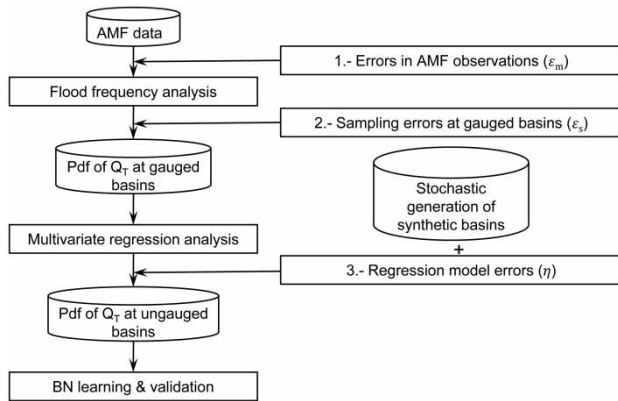 AMF data
1.- Errors in AMF observations (εm)
Flood frequency analysis
2.- Sampling errors at gauged basins (εs)
Pdf of QT at gauged
basins
Stochastic
generation of
synthetic basins
+
Multivariate regression analysis
3.- Regression model errors (η)
Pdf of QT at ungauged
basins
BN learning & validation